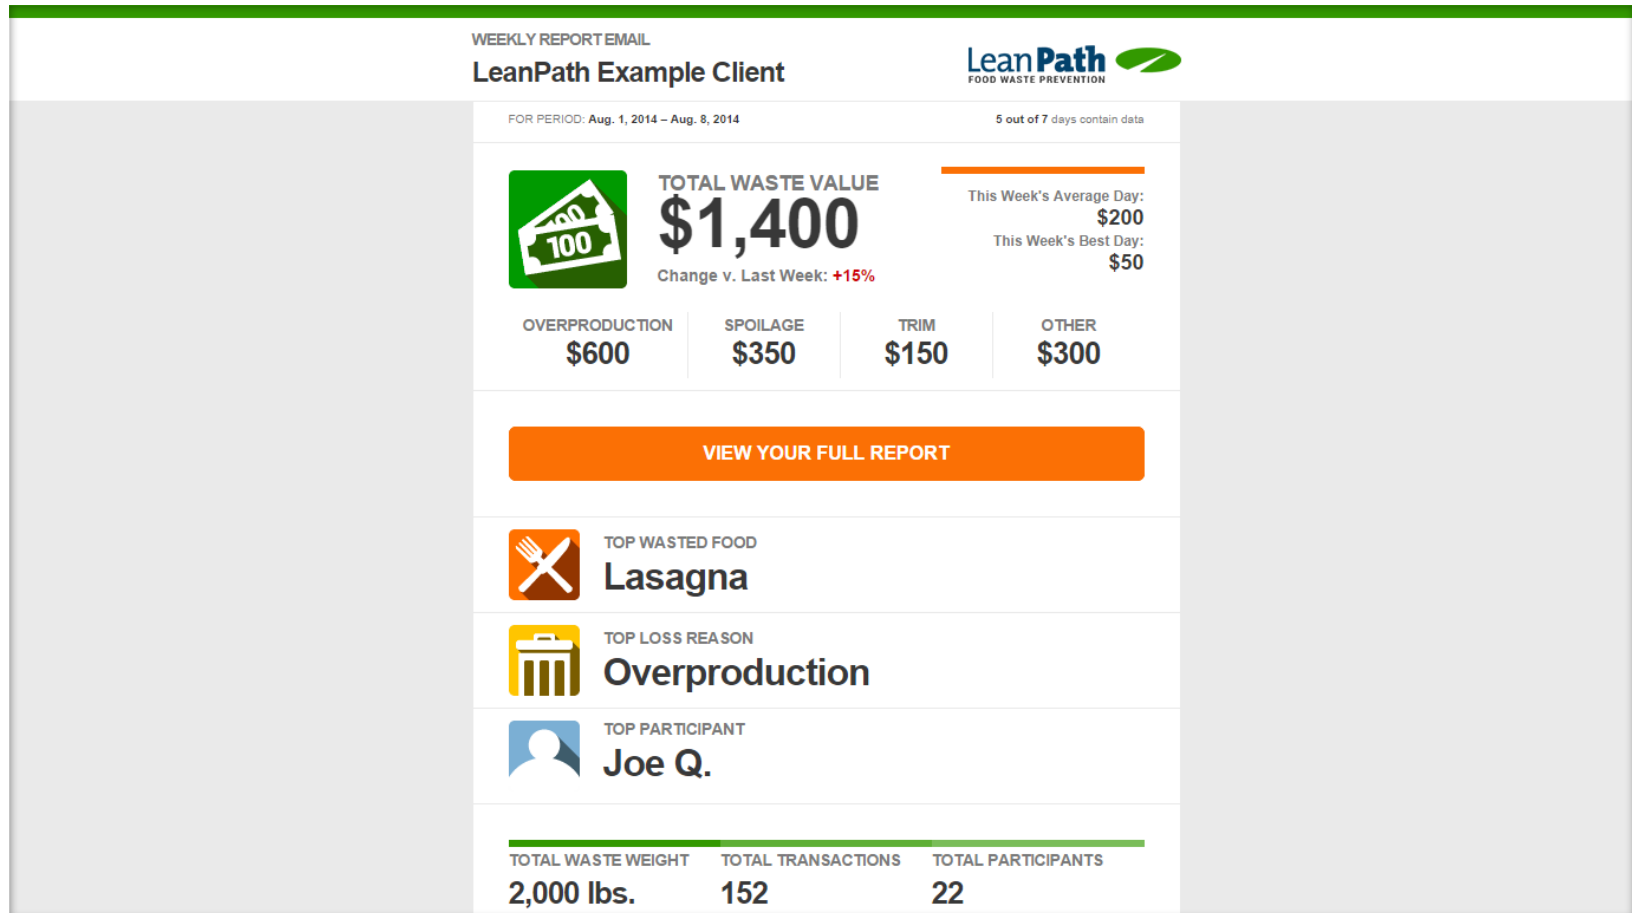 WEEKLY REPORT EMAIL
LeanPath Example Client
LeanPath
FOOD WASTE PREVENTION
FOR PERIOD: Aug. 1, 2014 – Aug. 8, 2014
5 out of 7 days contain data
100
100
TOTAL WASTE VALUE
$1,400
Change v. Last Week: +15%
This Week's Average Day:
$200
This Week's Best Day:
$50
OVERPRODUCTION
$600
SPOILAGE
$350
TRIM
$150
OTHER
$300
VIEW YOUR FULL REPORT
TOP WASTED FOOD
Lasagna
TOP LOSS REASON
Overproduction
TOP PARTICIPANT
Joe Q.
TOTAL WASTE WEIGHT
2,000 lbs.
TOTAL TRANSACTIONS
152
TOTAL PARTICIPANTS
22